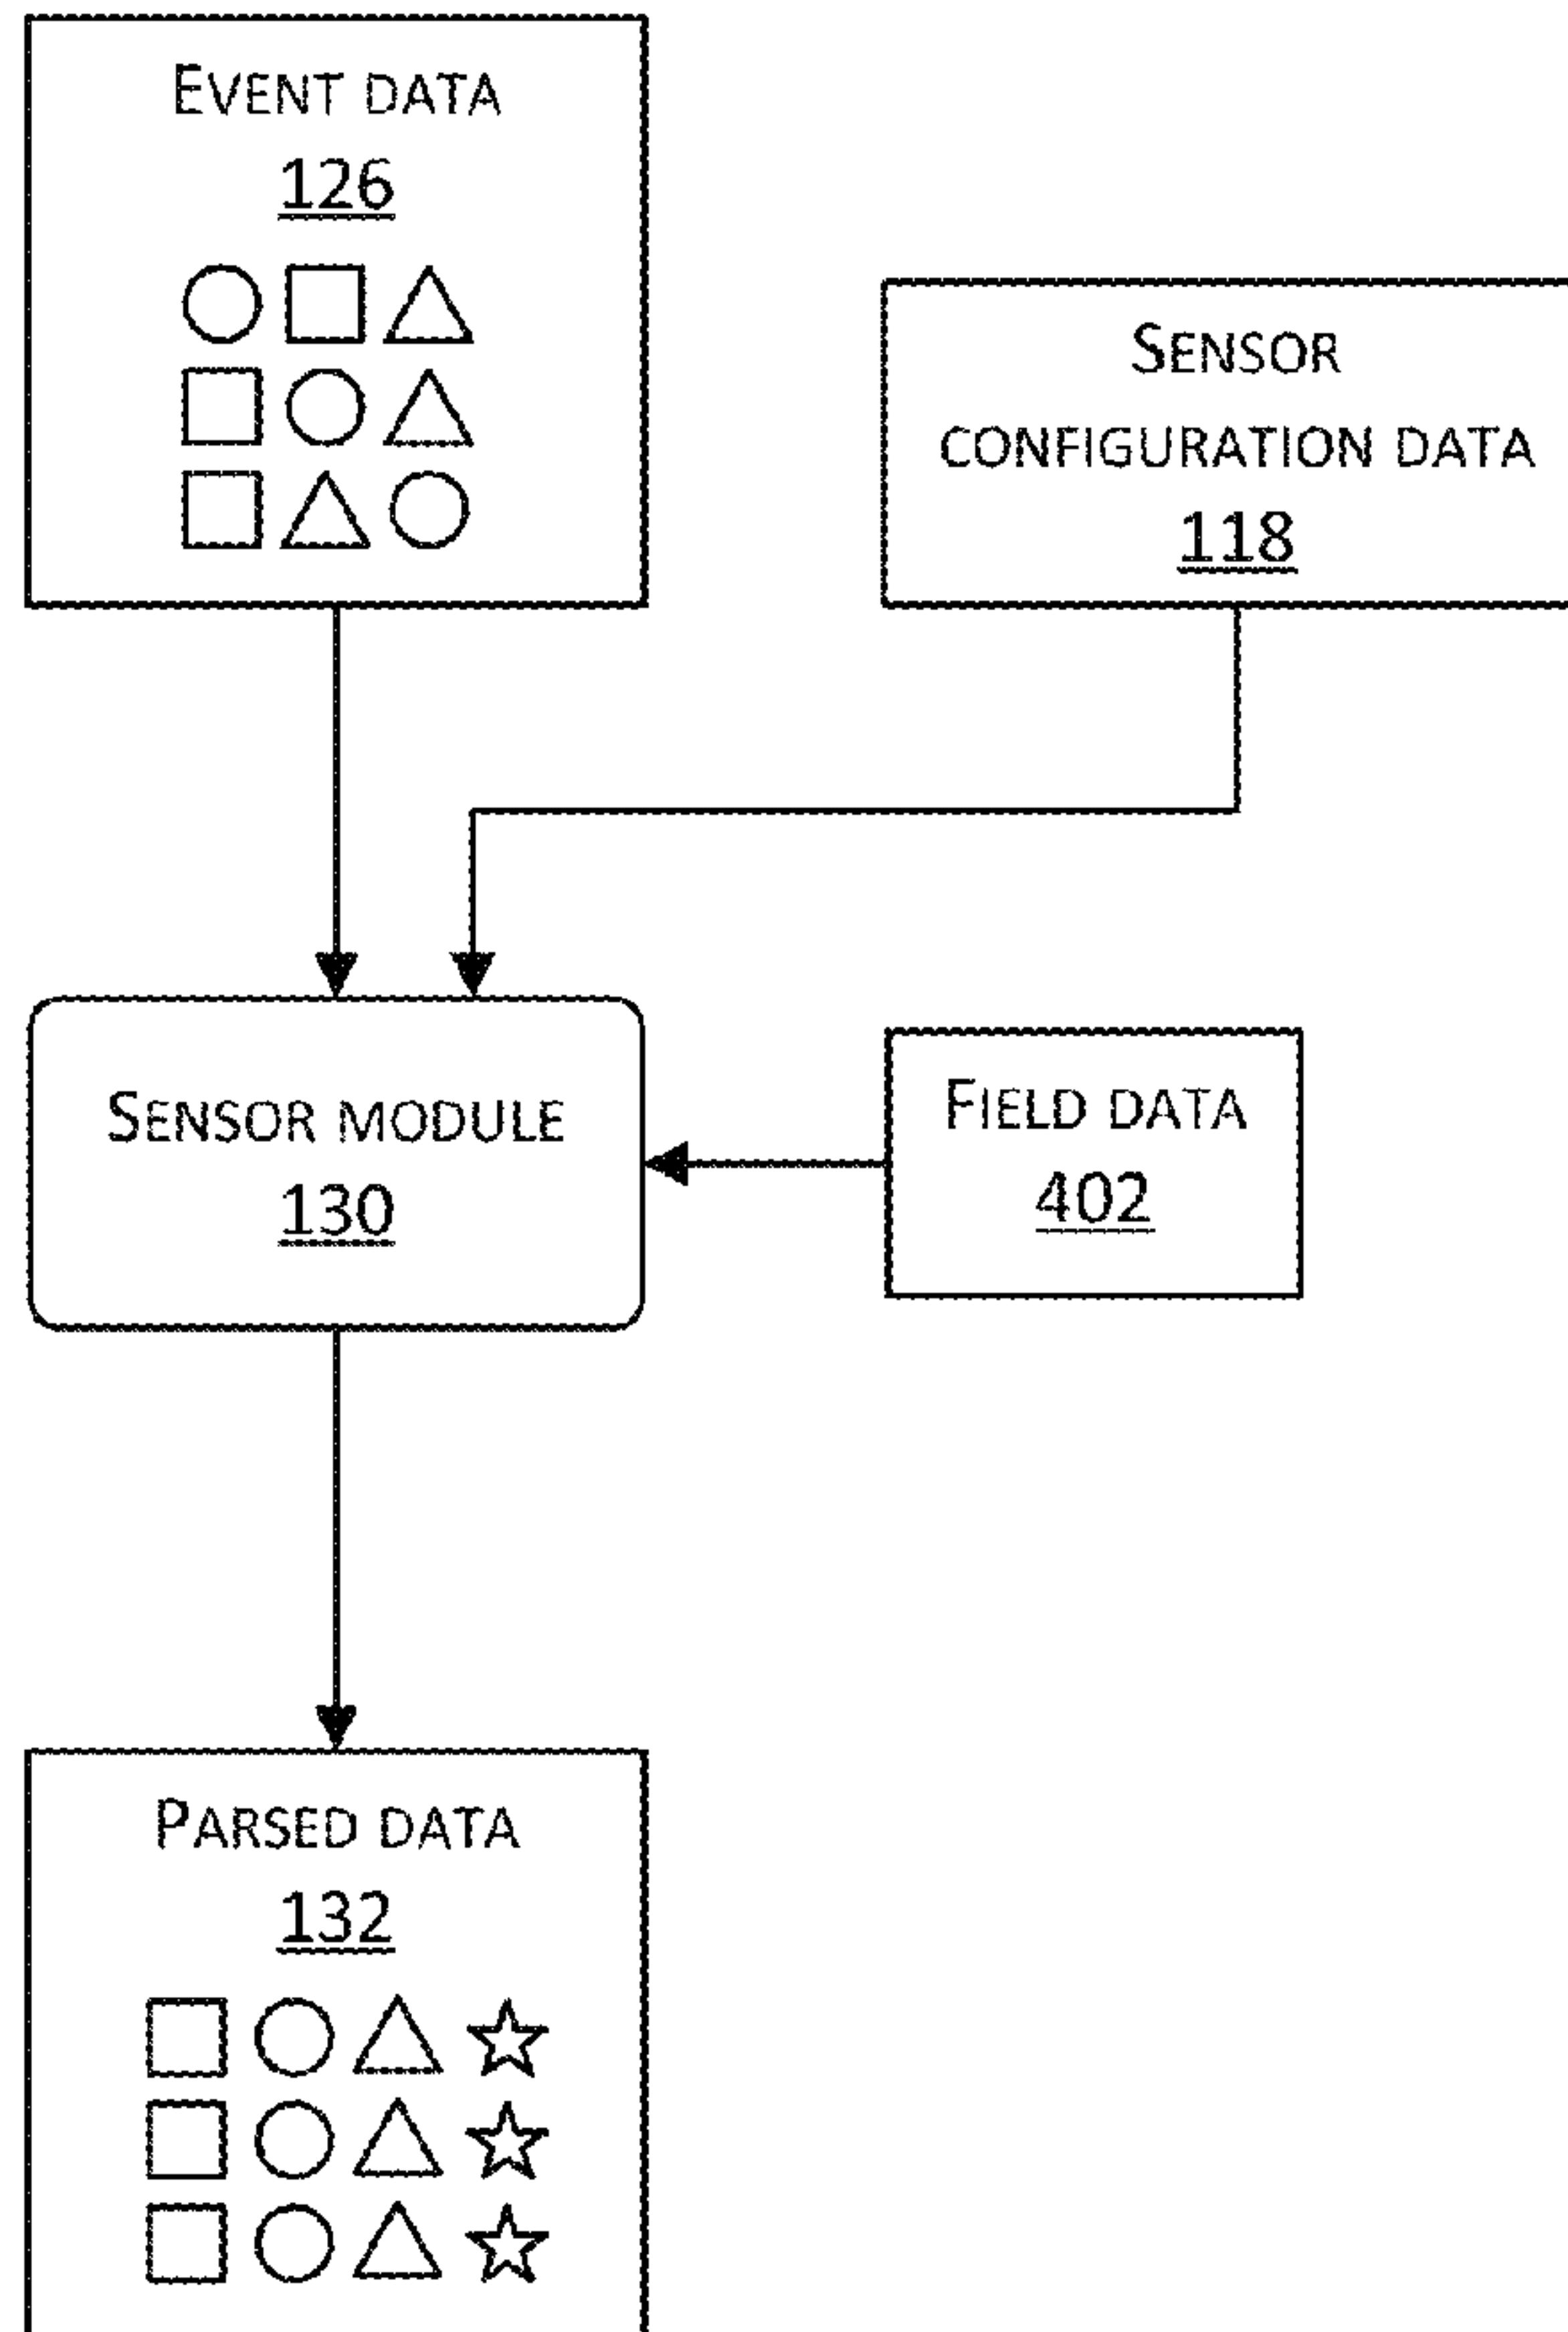 EVENT DATA
126
SENSOR
CONFIGURATION DATA
118
SENSOR MODULE
130
FIELD DATA
402
PARSED DATA
132